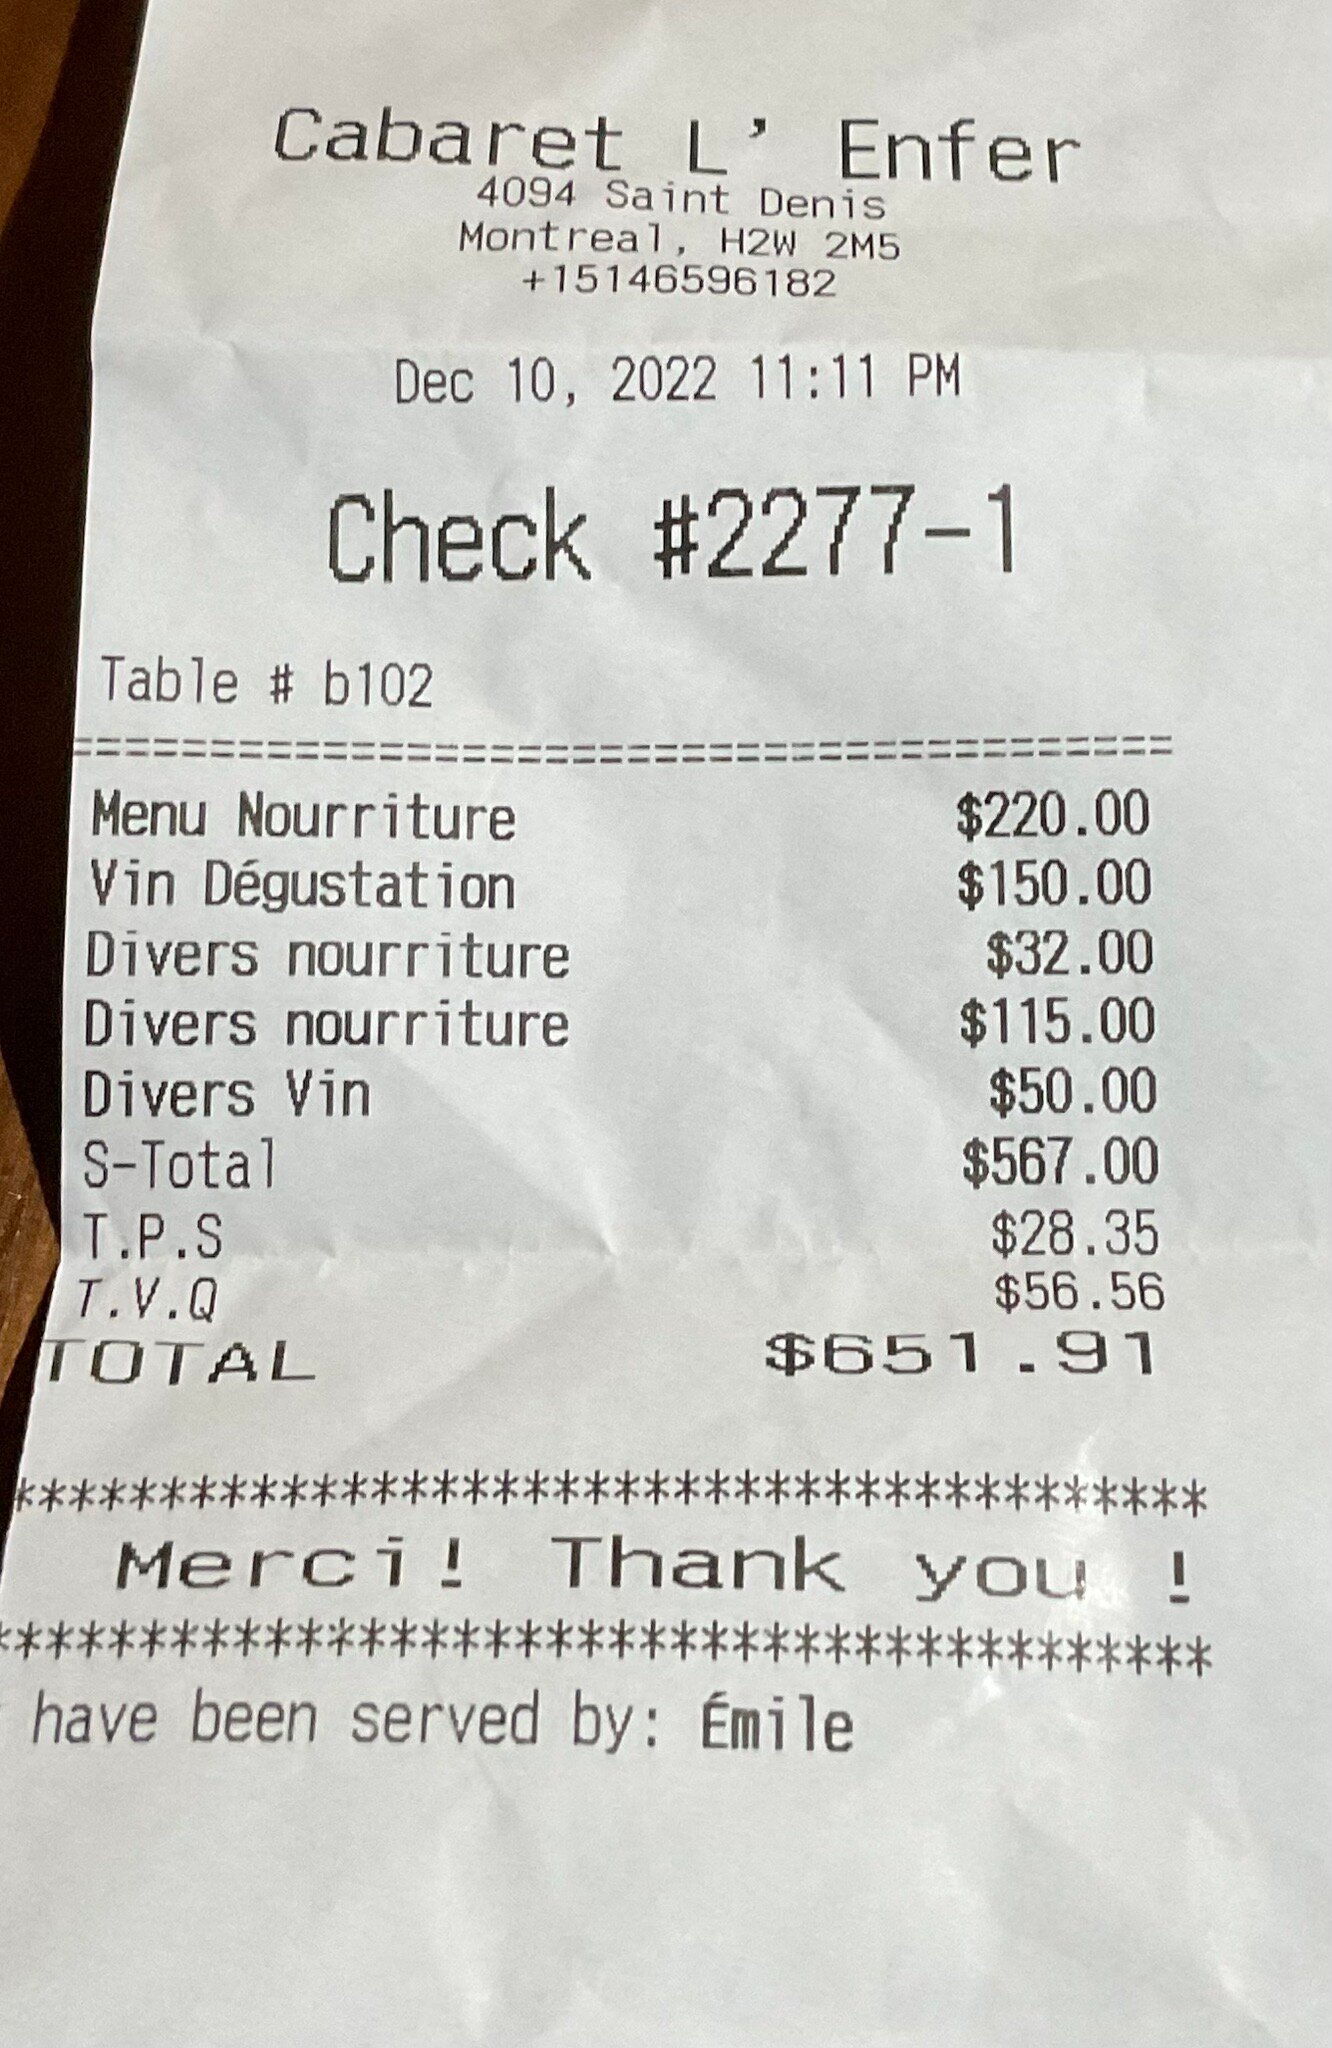 Cabaret L' Enfer
4094 Saint Denis
Montreal, H2W 2M5
+15146596182
Dec 10, 2022 11:11 PM
Check #2277-1
Table # b102
========================================
Menu Nourriture $220.00
Vin Dégustation $150.00
Divers nourriture $32.00
Divers nourriture $115.00
Divers Vin $50.00
S-Total $567.00
T.P.S $28.35
T.V.Q $56.56
TOTAL $651.91
****************************************
Merci! Thank you !
****************************************
have been served by: Émile